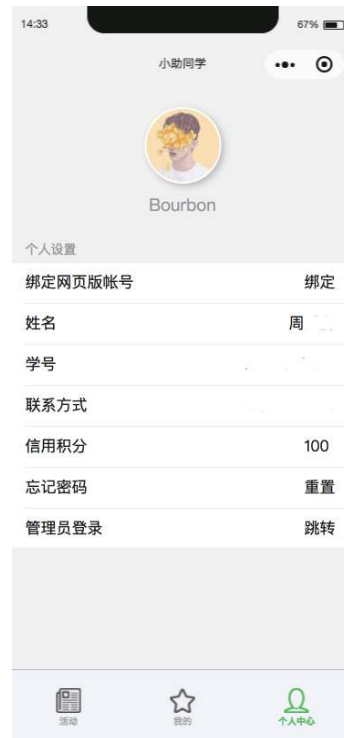 14:33 67%
小助同学
Bourbon
个人设置
绑定网页版帐号 绑定
姓名 周
学号
联系方式
信用积分 100
忘记密码 重置
管理员登录 跳转
活动 我的 个人中心